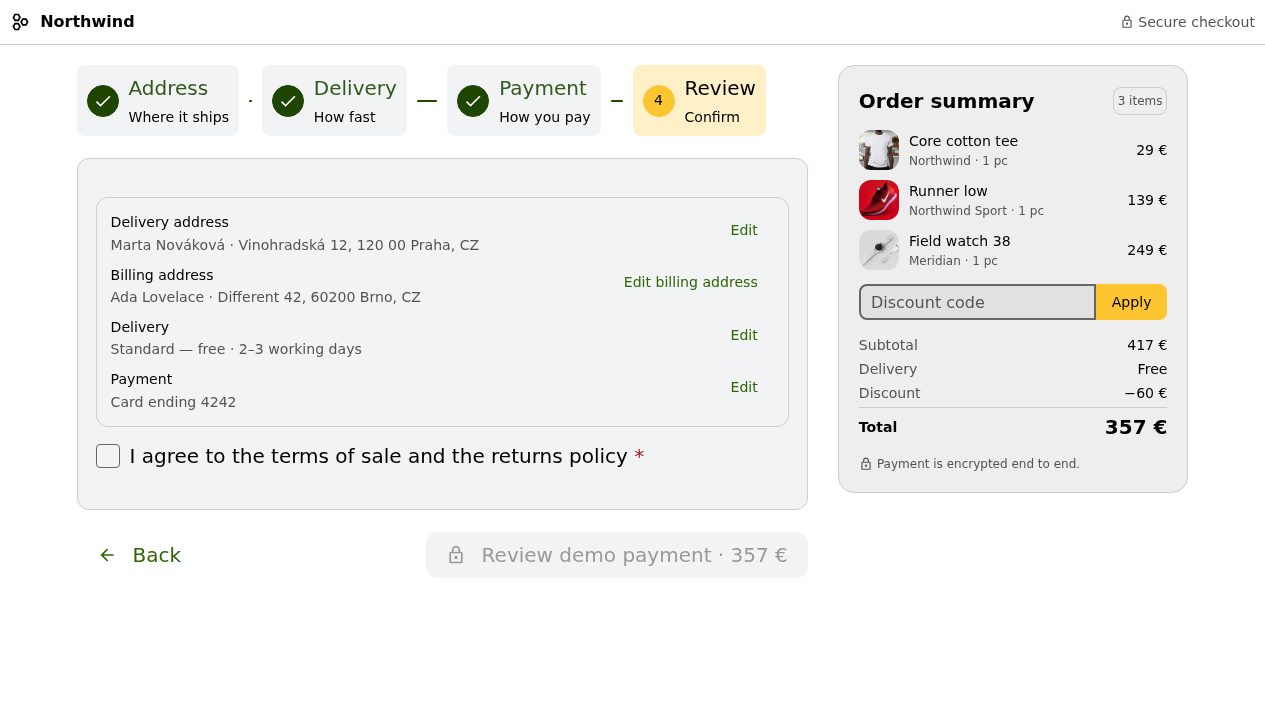 Northwind
Secure checkout
Address
Where it ships
Delivery
How fast
Payment
How you pay
4
Review
Confirm
Delivery address
Marta Nováková · Vinohradská 12, 120 00 Praha, CZ
Edit
Billing address
Ada Lovelace · Different 42, 60200 Brno, CZ
Edit billing address
Delivery
Standard — free · 2–3 working days
Edit
Payment
Card ending 4242
Edit
I agree to the terms of sale and the returns policy *
Back
Review demo payment · 357 €
Order summary
3 items
Core cotton tee
Northwind · 1 pc
29 €
Runner low
Northwind Sport · 1 pc
139 €
Field watch 38
Meridian · 1 pc
249 €
Discount code
Apply
Subtotal
417 €
Delivery
Free
Discount
−60 €
Total
357 €
Payment is encrypted end to end.